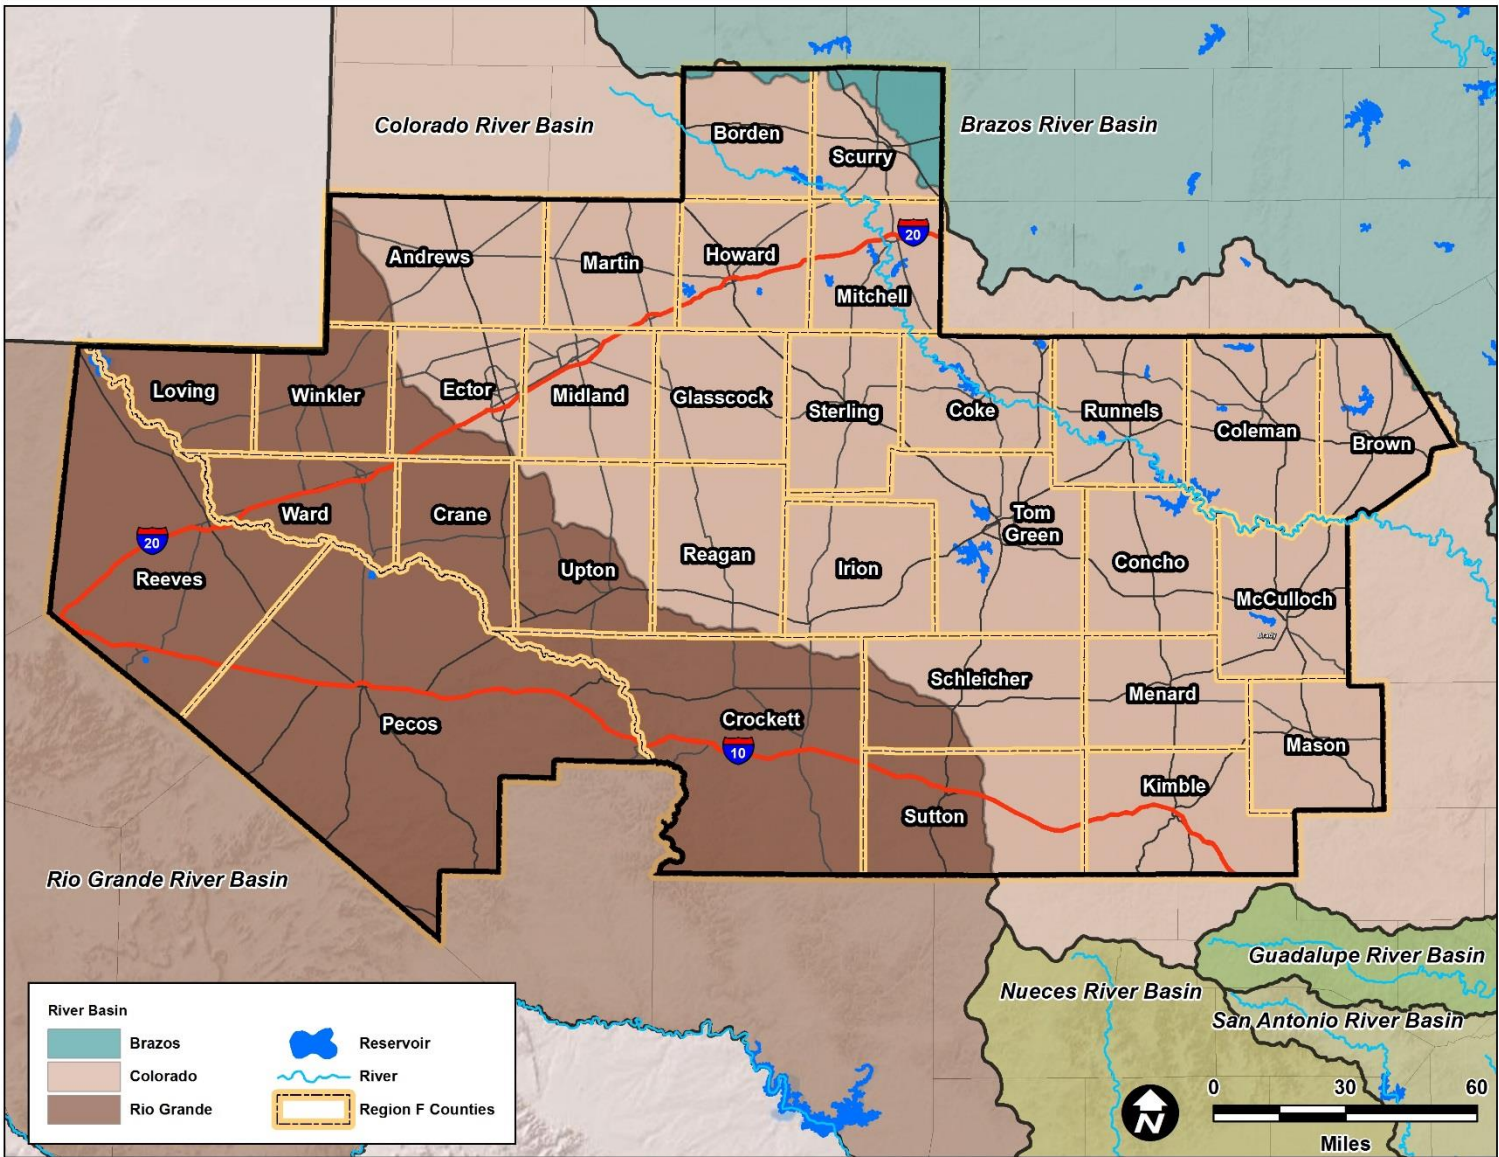 Colorado River Basin
Brazos River Basin
Borden
Scurry
Andrews
Martin
Howard
20
Mitchell
Loving
Winkler
Ector
Midland
Glasscock
Sterling
Coke
Runnels
Coleman
Brown
Ward
Crane
20
Reeves
Upton
Reagan
Irion
Tom
Green
Concho
McCulloch
Brady
Pecos
Crockett
10
Schleicher
Menard
Mason
Sutton
Kimble
Rio Grande River Basin
Guadalupe River Basin
Nueces River Basin
San Antonio River Basin
River Basin
Brazos
Colorado
Rio Grande
Reservoir
River
Region F Counties
N
0 30 60
Miles